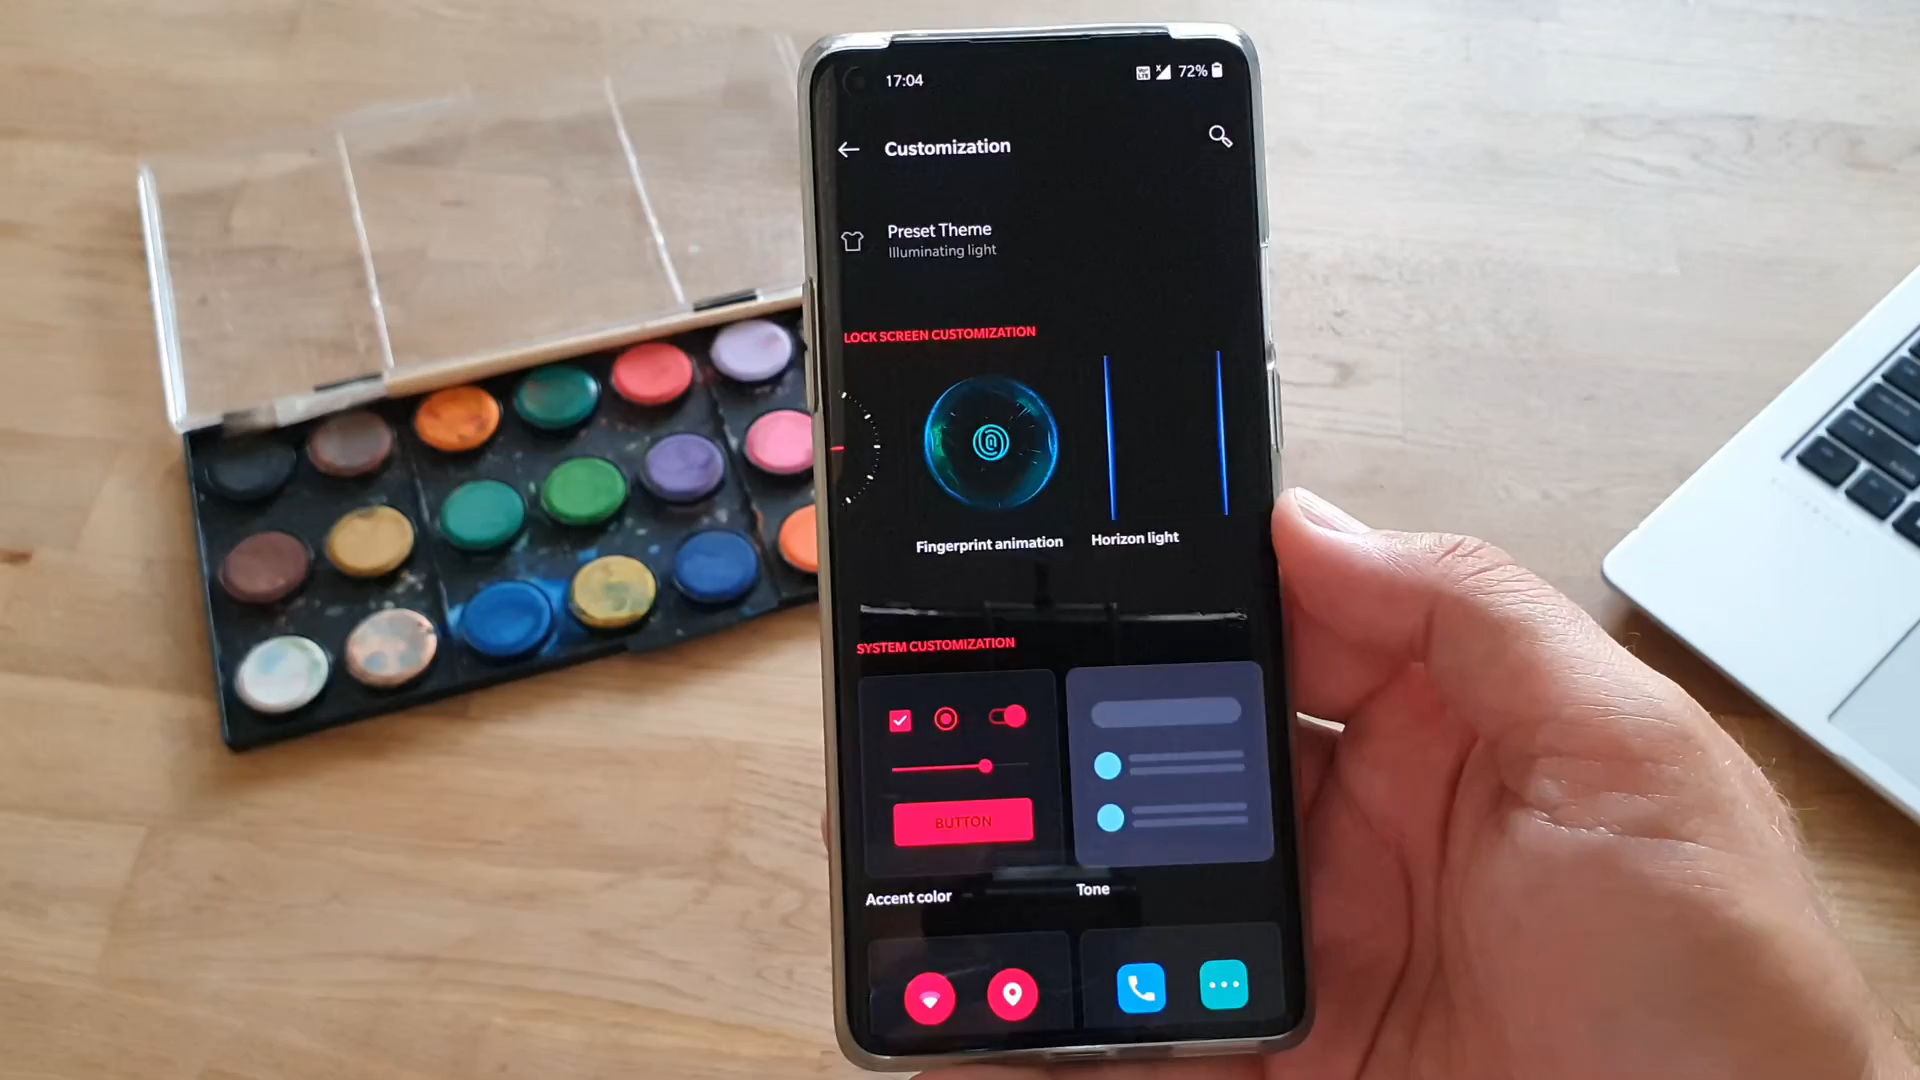 17:04
72%
Customization
Preset Theme
Illuminating light
LOCK SCREEN CUSTOMIZATION
Fingerprint animation
Horizon light
SYSTEM CUSTOMIZATION
BUTTON
Accent color
Tone